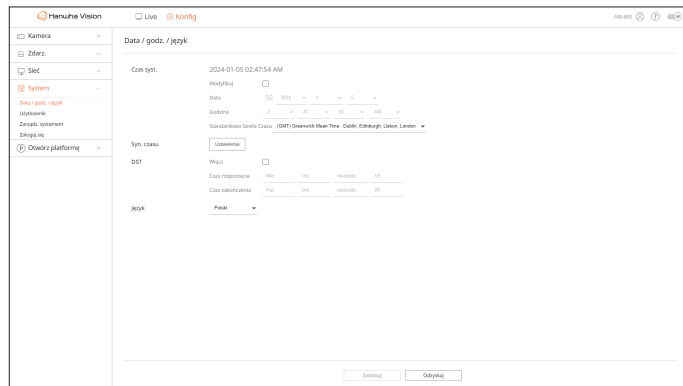 Hanwha Vision
Live
Konfig
AIB-800
Kamera
Zdarz.
Sieć
System
Data / godz. / język
Użytkownik
Zarządz. systemem
Zaloguj się
Otwórz platformę
Data / godz. / język
Czas syst.
2024-01-05 02:47:54 AM
Modyfikuj
Data 2024 1 5
Godzina 2 47 50 AM
Standardowa Strefa Czasu (GMT) Greenwich Mean Time : Dublin, Edinburgh, Lisbon, London
Syn. czasu Ustawienia
DST Włącz
Czas rozpoczęcia Mar Ost niedziela 1H
Czas zakończenia Paź Ost niedziela 2H
Język Polski
Zastosuj Odzyskaj